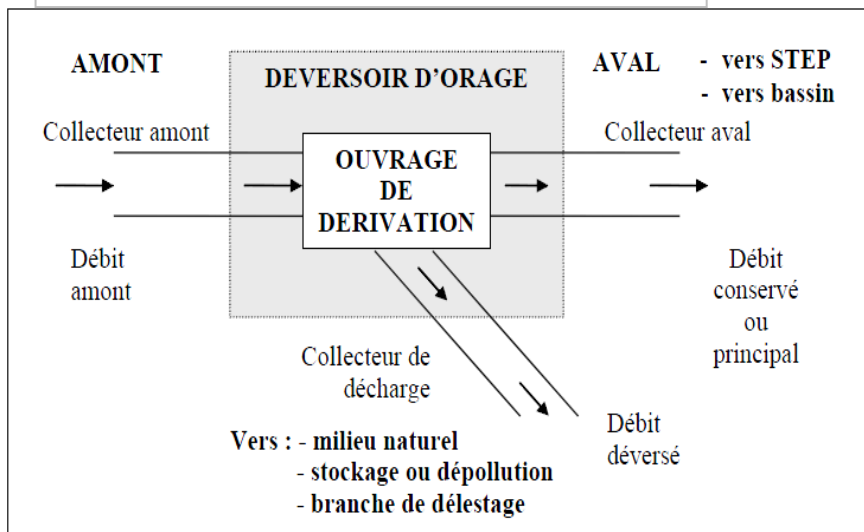 AMONT
DEVERSOIR D'ORAGE
AVAL - vers STEP
- vers bassin
Collecteur amont
Collecteur aval
OUVRAGE
DE
DERIVATION
Débit
amont
Débit
conservé
ou
principal
Collecteur de
décharge
Débit
déversé
Vers : - milieu naturel
- stockage ou dépollution
- branche de délestage